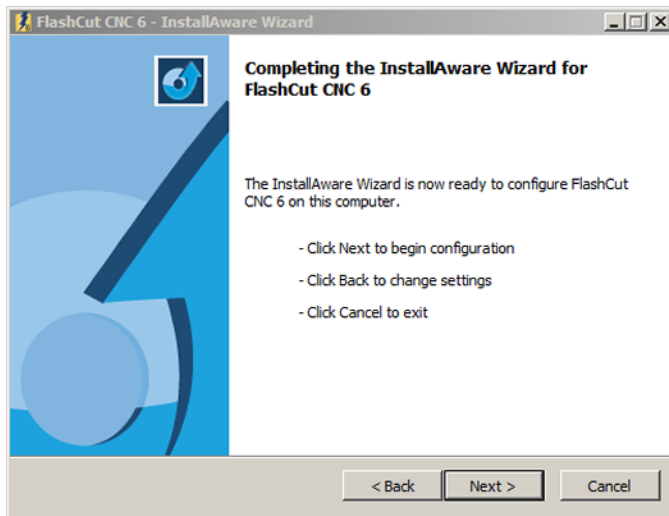 FlashCut CNC 6 - InstallAware Wizard
Completing the InstallAware Wizard for
FlashCut CNC 6
The InstallAware Wizard is now ready to configure FlashCut
CNC 6 on this computer.
- Click Next to begin configuration
- Click Back to change settings
- Click Cancel to exit
< Back Next > Cancel